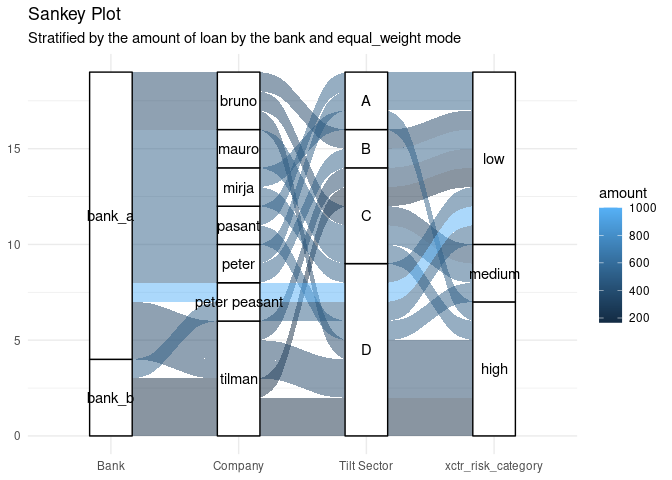 Sankey Plot
Stratified by the amount of loan by the bank and equal_weight mode
15
10
5
0
bank_a
bank_b
bruno
mauro
mirja
pasant
peter
peter peasant
tilman
A
B
C
D
low
medium
high
Bank
Company
Tilt Sector
xctr_risk_category
amount
1000
800
600
400
200